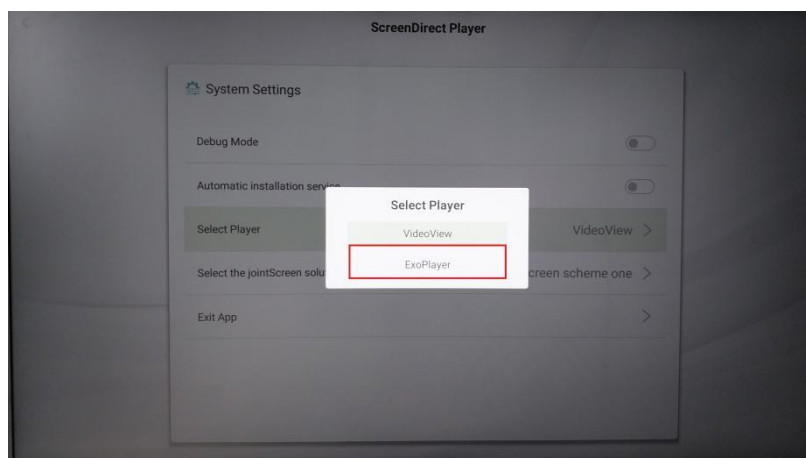 ScreenDirect Player
System Settings
Debug Mode
Automatic installation service
Select Player
VideoView
ExoPlayer
Select Player
VideoView
Select the jointScreen solu
creen scheme one
Exit App